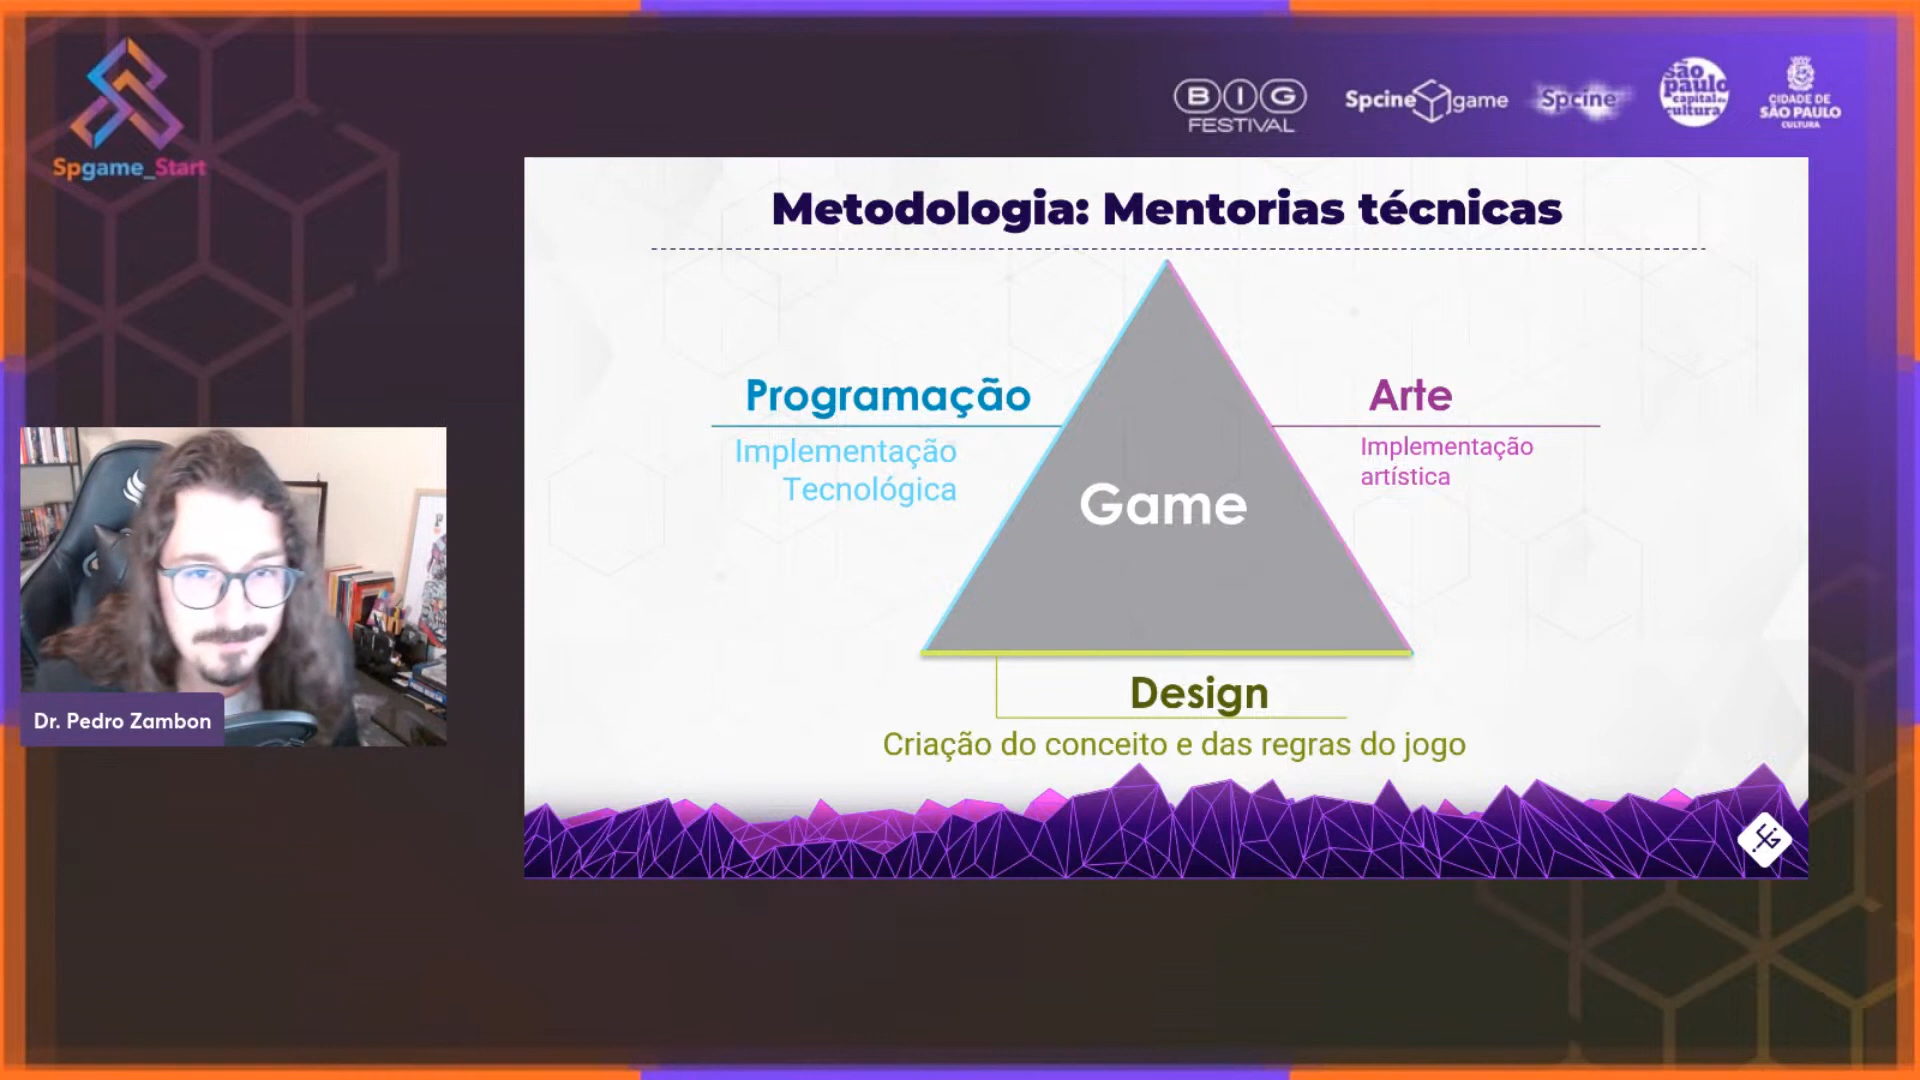 Spgame_Start
BIG
FESTIVAL
Spcine game
Spcine
são
paulo
capital da
cultura
CIDADE DE
SÃO PAULO
CULTURA
Metodologia: Mentorias técnicas
Programação
Implementação
Tecnológica
Arte
Implementação
artística
Game
Design
Criação do conceito e das regras do jogo
Dr. Pedro Zambon